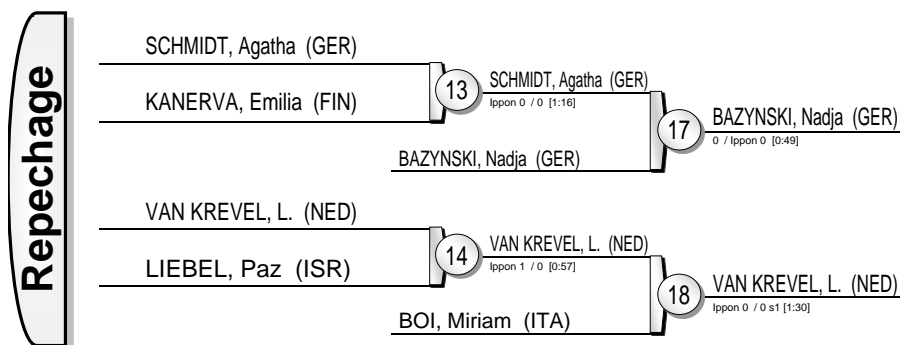 Repechage
SCHMIDT, Agatha (GER)
KANERVA, Emilia (FIN)
13
SCHMIDT, Agatha (GER)
Ippon 0 / 0 [1:16]
BAZYNSKI, Nadja (GER)
17
BAZYNSKI, Nadja (GER)
0 / Ippon 0 [0:49]
VAN KREVEL, L. (NED)
LIEBEL, Paz (ISR)
14
VAN KREVEL, L. (NED)
Ippon 1 / 0 [0:57]
BOI, Miriam (ITA)
18
VAN KREVEL, L. (NED)
Ippon 0 / 0 s1 [1:30]